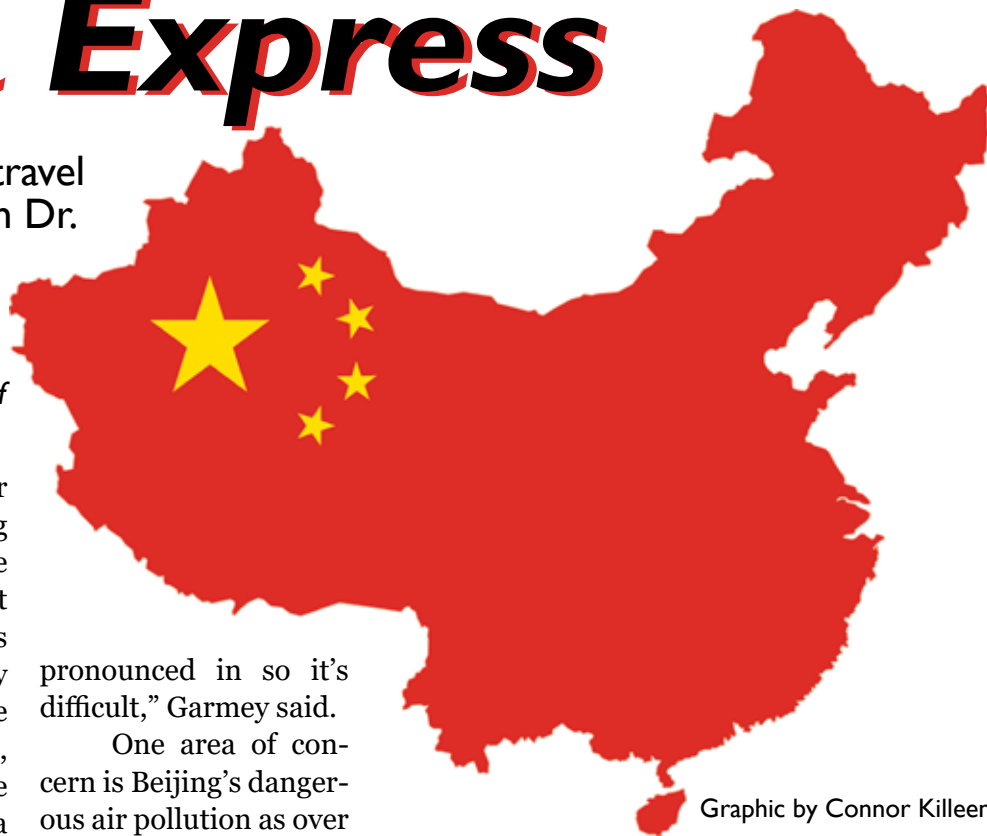 Express
travel
Dr.
pronounced in so it’s
difficult,” Garmey said.
One area of con-
cern is Beijing’s danger-
ous air pollution as over
Graphic by Connor Killeen